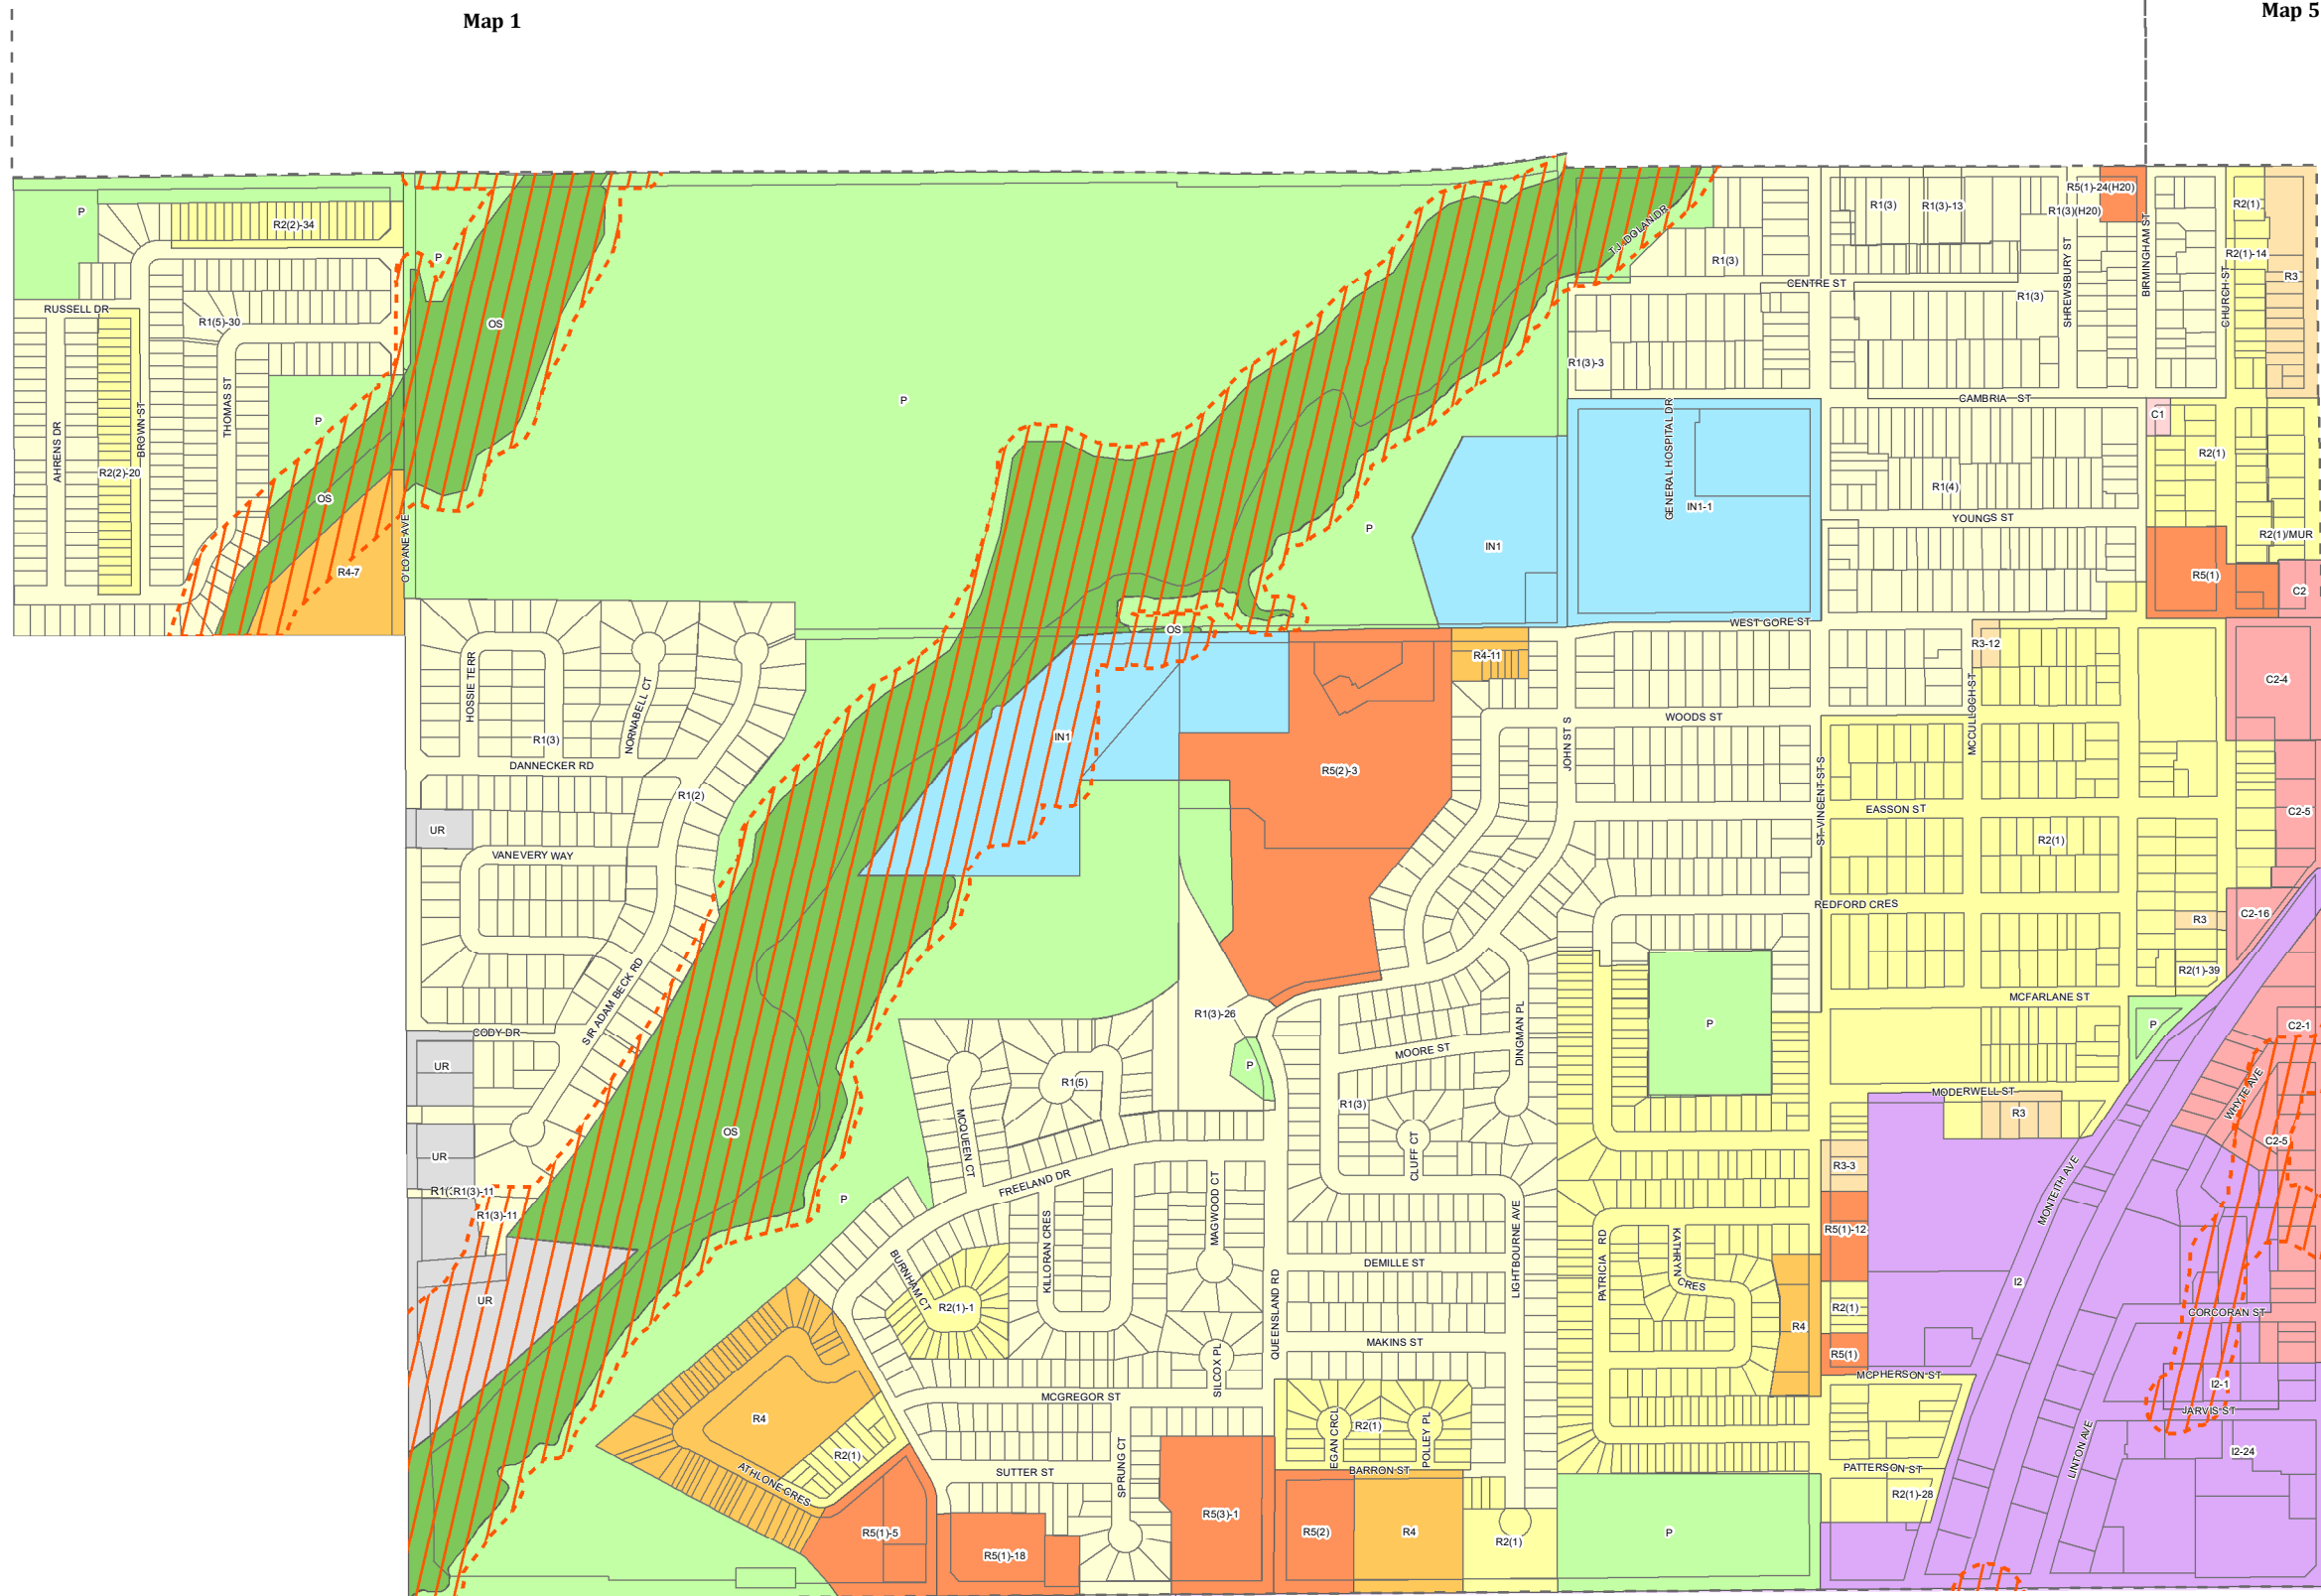 Map 1
Map 5
P
R2(2)-34
R1(3)
R1(3)-13
R5(1)-24(H20)
R1(3)(H20)
R2(1)
P
T.J. DOLAN DR
R1(3)
SHREWSBURY ST
BIRMINGHAM ST
CHURCH ST
R2(1)-14
R3
CENTRE ST
R1(3)
RUSSELL DR
R1(5)-30
OS
R1(3)-3
THOMAS ST
P
P
CAMBRIA ST
C1
AHRENS DR
BROWN ST
R2(2)-20
GENERAL HOSPITAL DR
R2(1)
OS
R1(4)
IN1-1
P
YOUNGS ST
R2(1)/MUR
O'LOANE AVE
IN1
R4-7
R5(1)
C2
OS
WEST GORE ST
R3-12
R4-11
HOSSIE TERR
NORNABELL CT
MCCULLOGH ST
C2-4
WOODS ST
R1(3)
IN1
JOHN ST S
DANNECKER RD
R5(2)-3
R1(2)
ST. VINCENT ST S
EASSON ST
C2-5
UR
R2(1)
VANEVERY WAY
REDFORD CRES
R3
C2-16
SIR ADAM BECK RD
R2(1)-39
MCFARLANE ST
R1(3)-26
P
P
C2-1
CODY DR
DINGMAN PL
MOORE ST
UR
P
R1(5)
MODERWELL ST
WHYTE AVE
R1(3)
R3
OS
MCQUEEN CT
CLUFF CT
C2-5
UR
R3-3
FREELAND DR
MAGWOOD CT
MONTEITH AVE
R1(3)-11
P
R1(3)-11
KILLORAN CRES
R5(1)-12
LIGHTBOURNE AVE
PATRICIA RD
KATHRYN CRES
DEMILLE ST
BURNHAM CT
QUEENSLAND RD
I2
UR
R2(1)-1
R2(1)
CORCORAN ST
R4
MAKINS ST
R5(1)
SILCOX PL
MCPHERSON ST
I2-1
MCGREGOR ST
JARVIS ST
R4
EGAN CRCL
R2(1)
POLLEY PL
LINTON AVE
R2(1)
I2-24
SPRUNG CT
SUTTER ST
BARRON ST
PATTERSON ST
ATHLONE CRES
R2(1)-28
R5(3)-1
R5(1)-5
R5(2)
R4
P
R2(1)
R5(1)-18